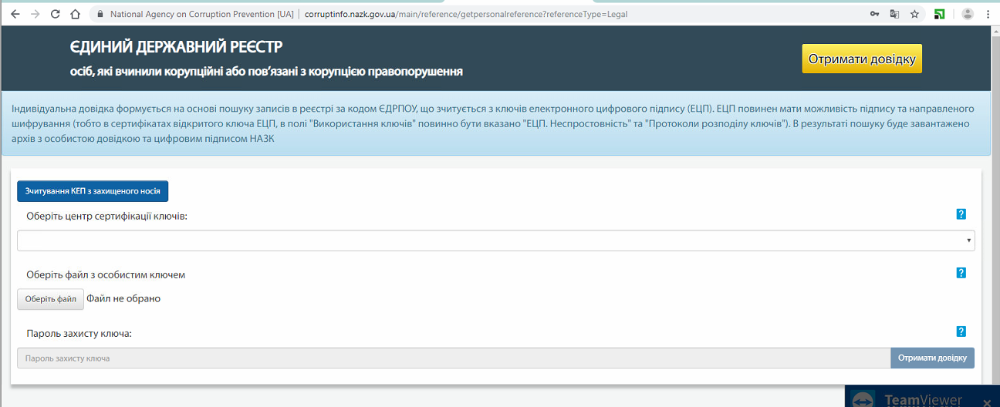 National Agency on Corruption Prevention [UA] corruptinfo.nazk.gov.ua/main/reference/getpersonalreference?referenceType=Legal
ЄДИНИЙ ДЕРЖАВНИЙ РЕЄСТР
осіб, які вчинили корупційні або пов’язані з корупцією правопорушення
Отримати довідку
Індивідуальна довідка формується на основі пошуку записів в реєстрі за кодом ЄДРПОУ, що зчитується з ключів електронного цифрового підпису (ЕЦП). ЕЦП повинен мати можливість підпису та направленого
шифрування (тобто в сертифікатах відкритого ключа ЕЦП, в полі "Використання ключів" повинно бути вказано "ЕЦП. Неспростовність" та "Протоколи розподілу ключів"). В результаті пошуку буде завантажено
архів з особистою довідкою та цифровим підписом НАЗК
Зчитування КЕП з захищеного носія
Оберіть центр сертифікації ключів:
?
Оберіть файл з особистим ключем
?
Оберіть файл Файл не обрано
Пароль захисту ключа:
?
Пароль захисту ключа
Отримати довідку
TeamViewer